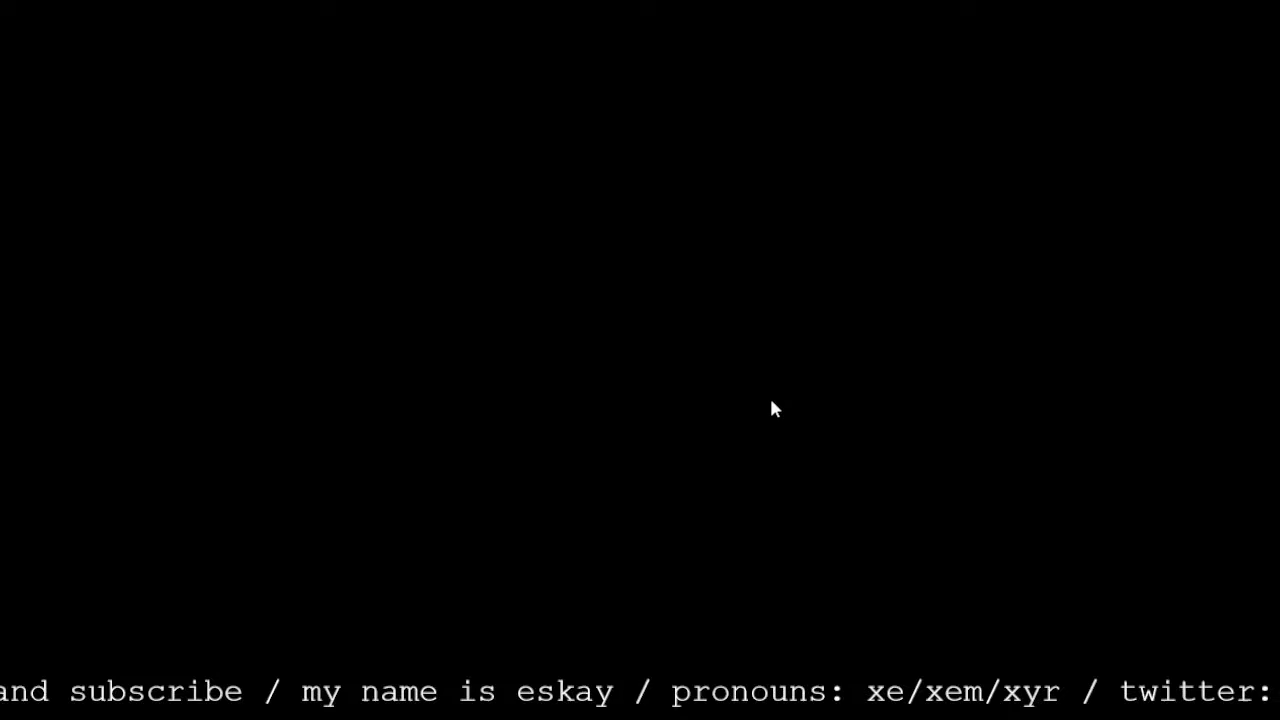 and subscribe / my name is eskay / pronouns: xe/xem/xyr / twitter: